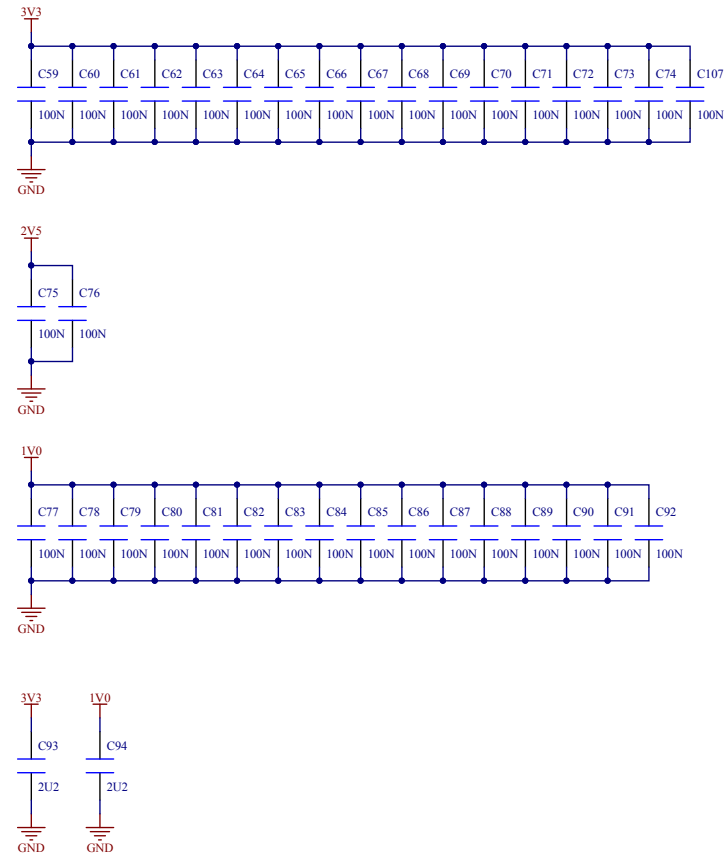 3V3
C59 C60 C61 C62 C63 C64 C65 C66 C67 C68 C69 C70 C71 C72 C73 C74 C107
100N 100N 100N 100N 100N 100N 100N 100N 100N 100N 100N 100N 100N 100N 100N 100N 100N
GND
2V5
C75 C76
100N 100N
GND
1V0
C77 C78 C79 C80 C81 C82 C83 C84 C85 C86 C87 C88 C89 C90 C91 C92
100N 100N 100N 100N 100N 100N 100N 100N 100N 100N 100N 100N 100N 100N 100N 100N
GND
3V3 1V0
C93 C94
2U2 2U2
GND GND